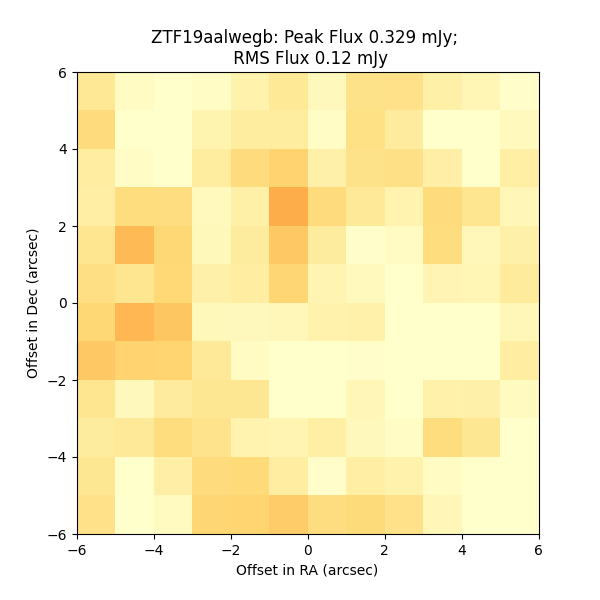 ZTF19aalwegb: Peak Flux 0.329 mJy;
RMS Flux 0.12 mJy
6
4
2
0
−2
−4
−6
Offset in Dec (arcsec)
−6 −4 −2 0 2 4 6
Offset in RA (arcsec)